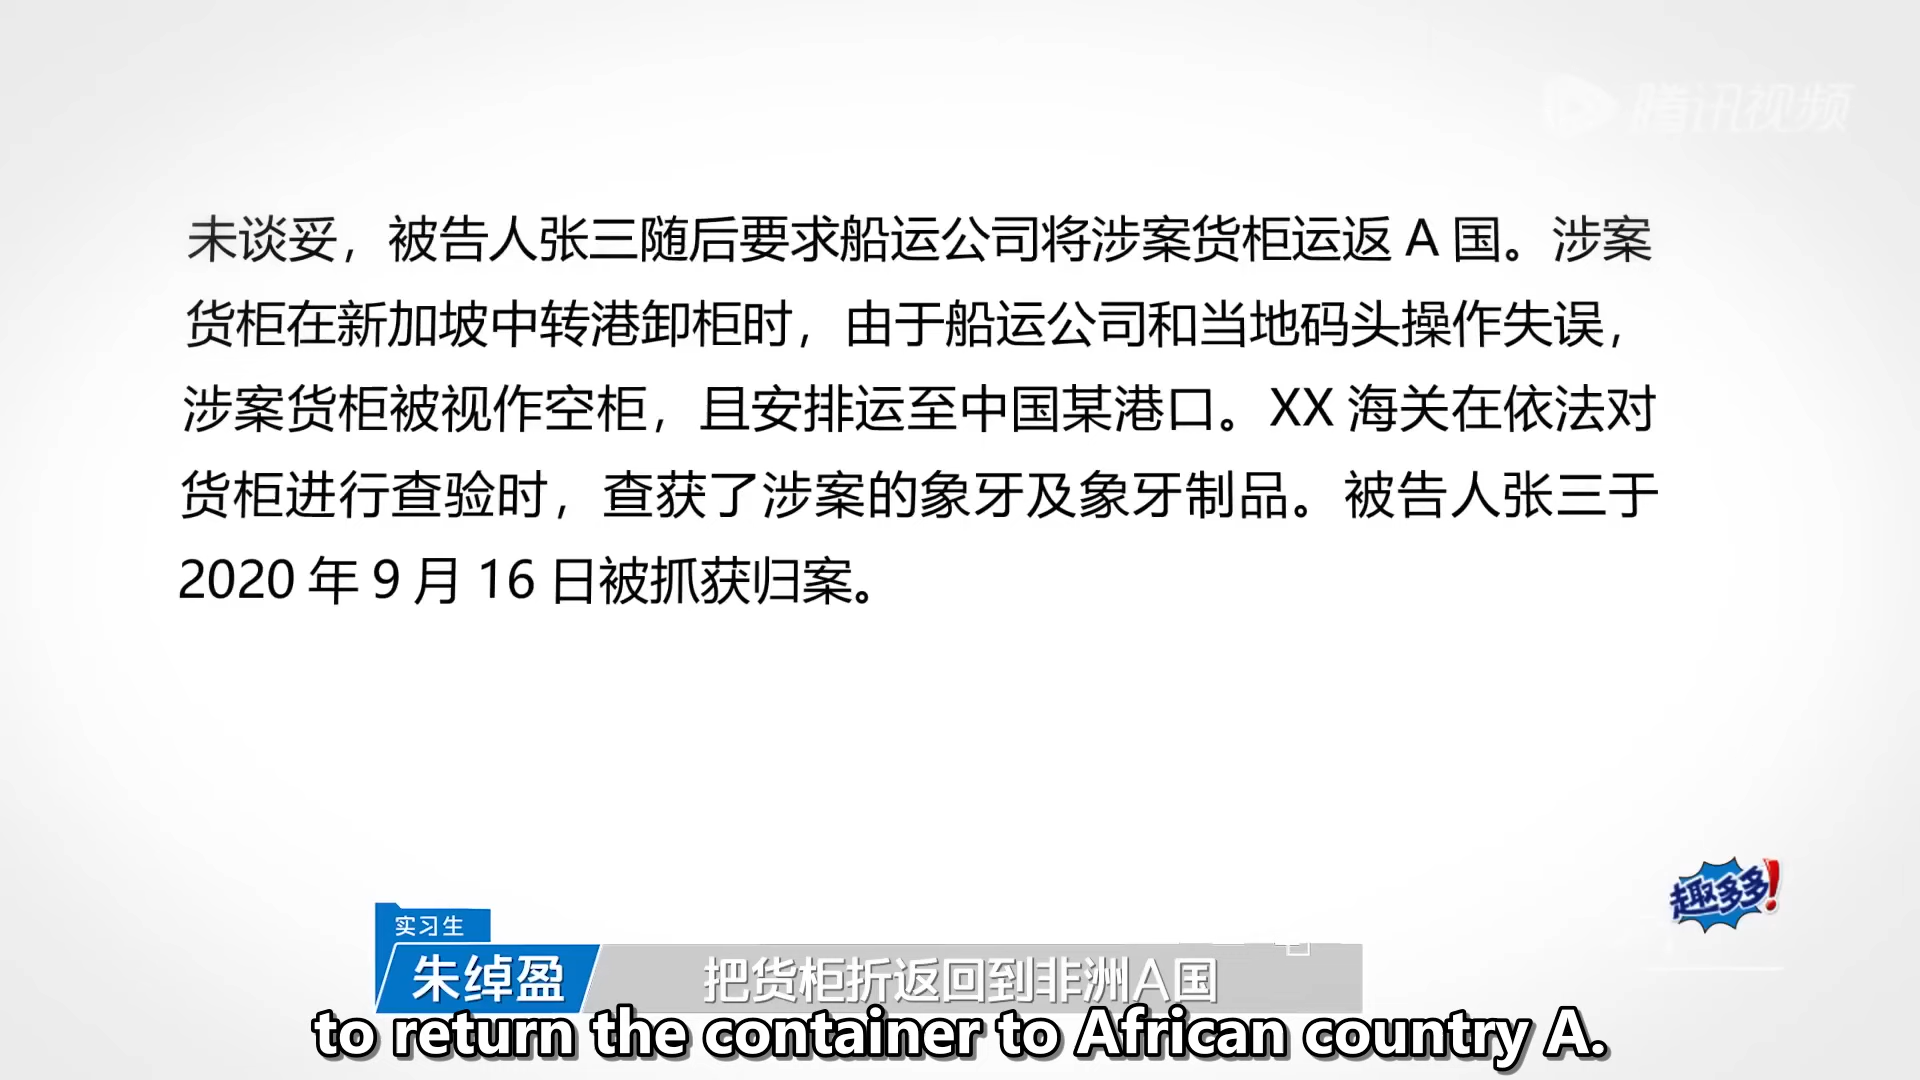 腾讯视频
未谈妥，被告人张三随后要求船运公司将涉案货柜运返 A 国。涉案
货柜在新加坡中转港卸柜时，由于船运公司和当地码头操作失误，
涉案货柜被视作空柜，且安排运至中国某港口。XX 海关在依法对
货柜进行查验时，查获了涉案的象牙及象牙制品。被告人张三于
2020 年 9 月 16 日被抓获归案。
趣多多!
实习生
朱绰盈
把货柜折返回到非洲A国
to return the container to African country A.